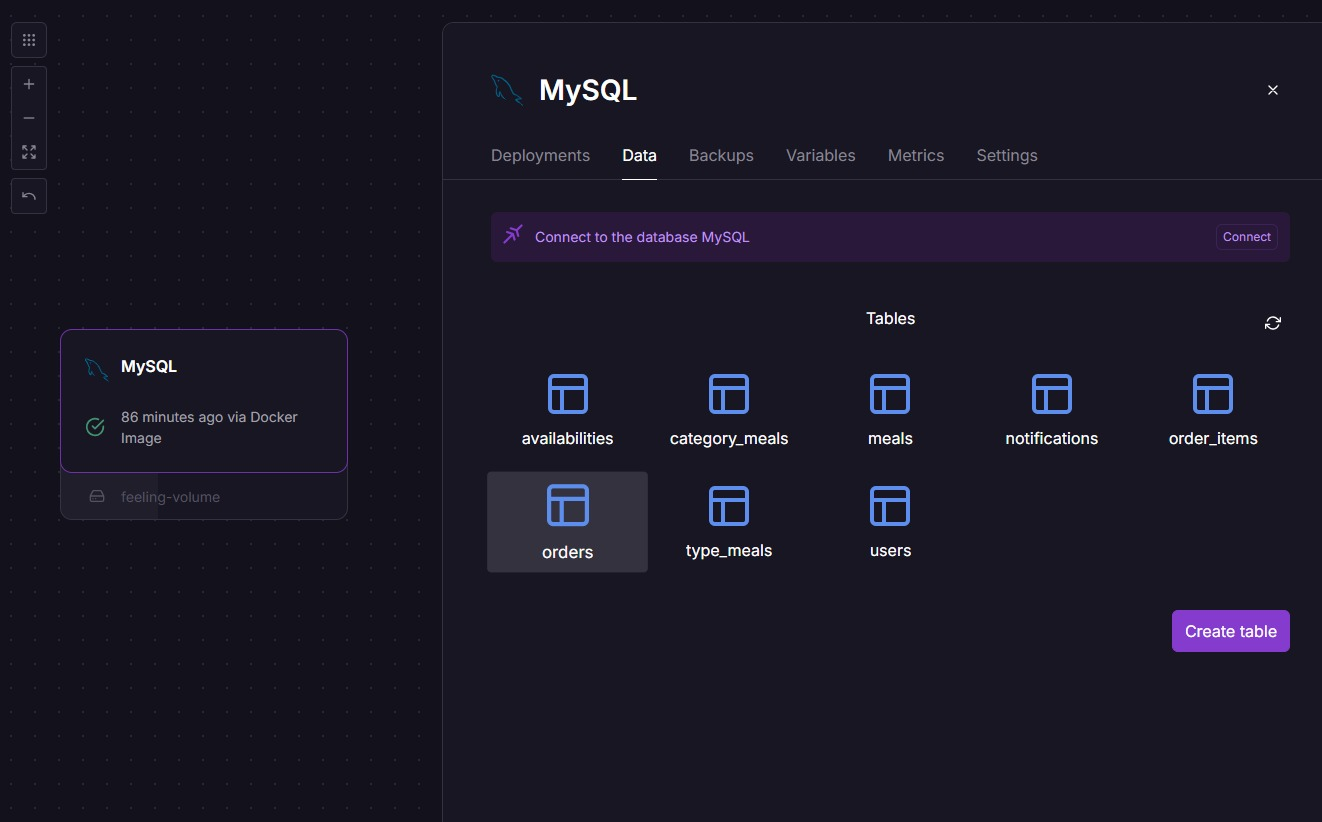 MySQL
Deployments Data Backups Variables Metrics Settings
Connect to the database MySQL Connect
Tables
availabilities category_meals meals notifications order_items
orders type_meals users
Create table
MySQL
86 minutes ago via Docker
Image
feeling-volume